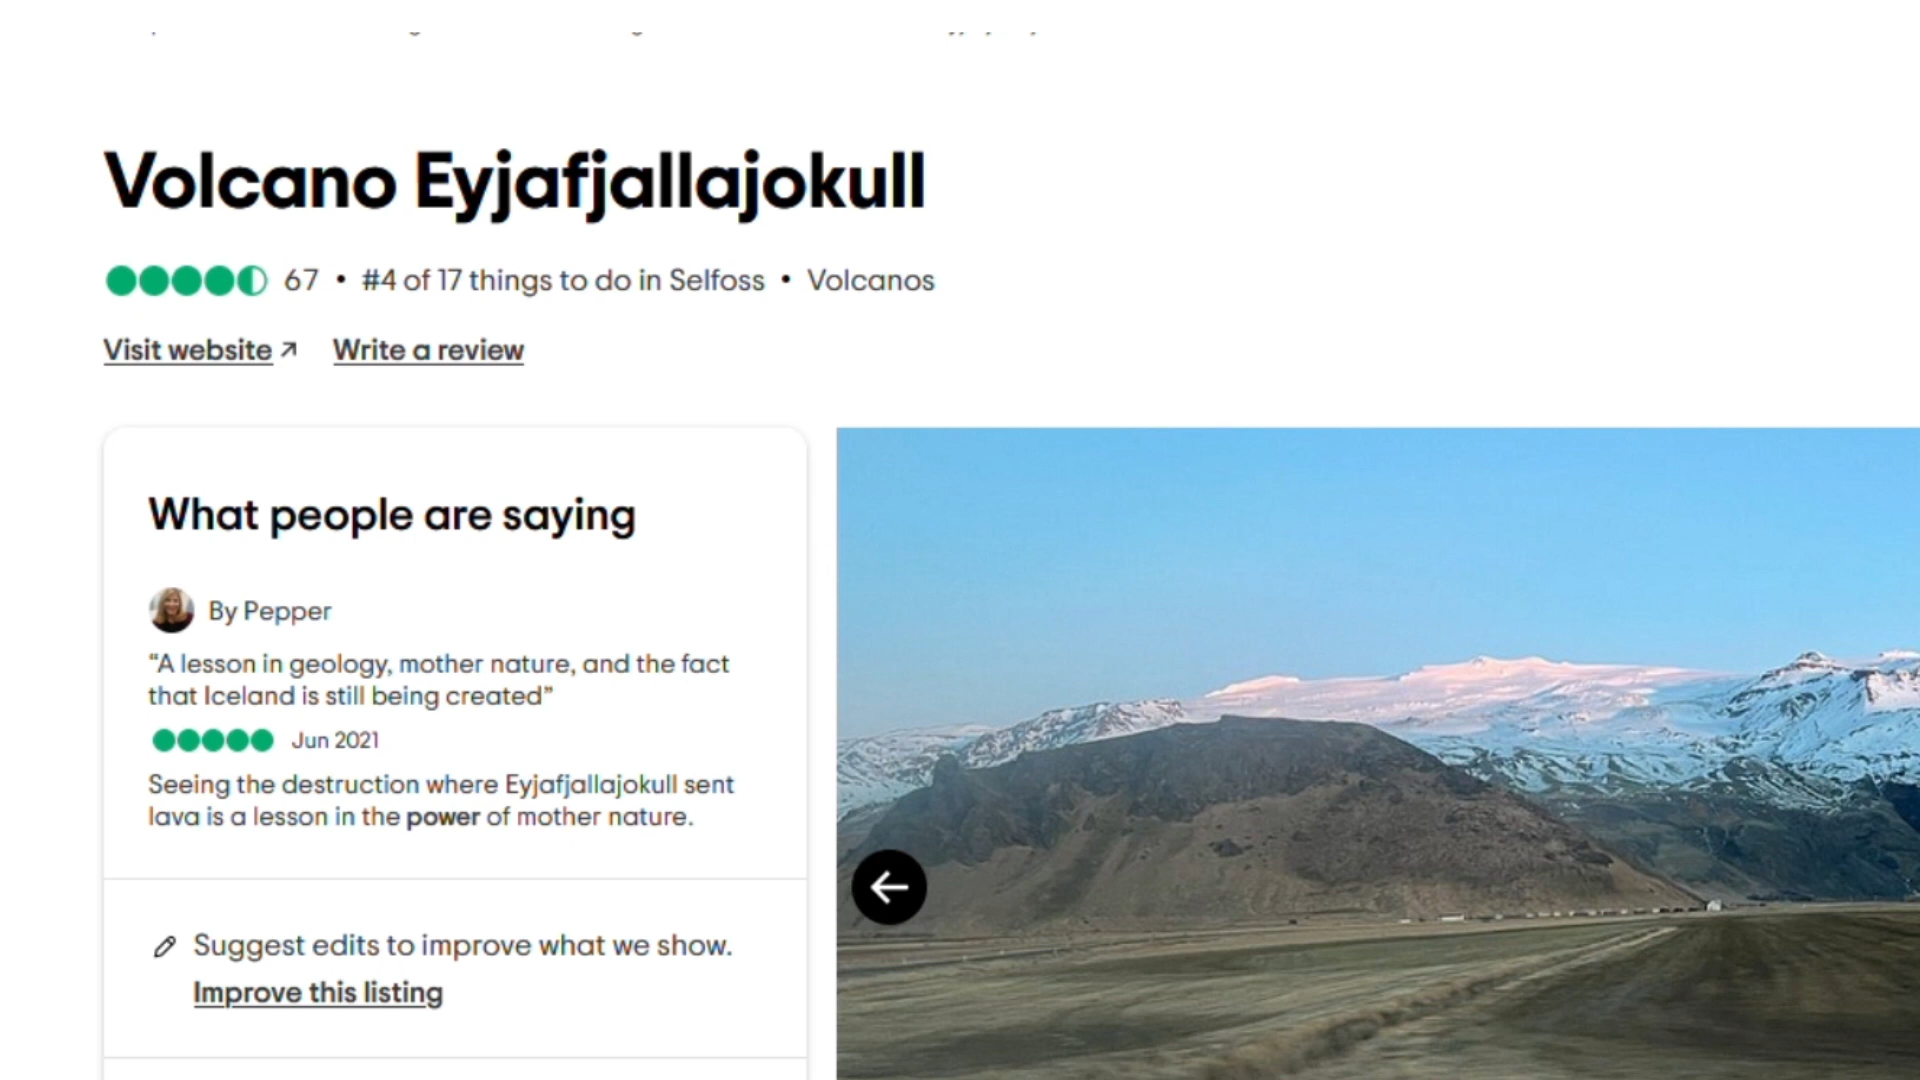 Volcano Eyjafjallajokull
67 • #4 of 17 things to do in Selfoss • Volcanos
Visit website ↗ Write a review
What people are saying
By Pepper
“A lesson in geology, mother nature, and the fact
that Iceland is still being created”
Jun 2021
Seeing the destruction where Eyjafjallajokull sent
lava is a lesson in the power of mother nature.
Suggest edits to improve what we show.
Improve this listing